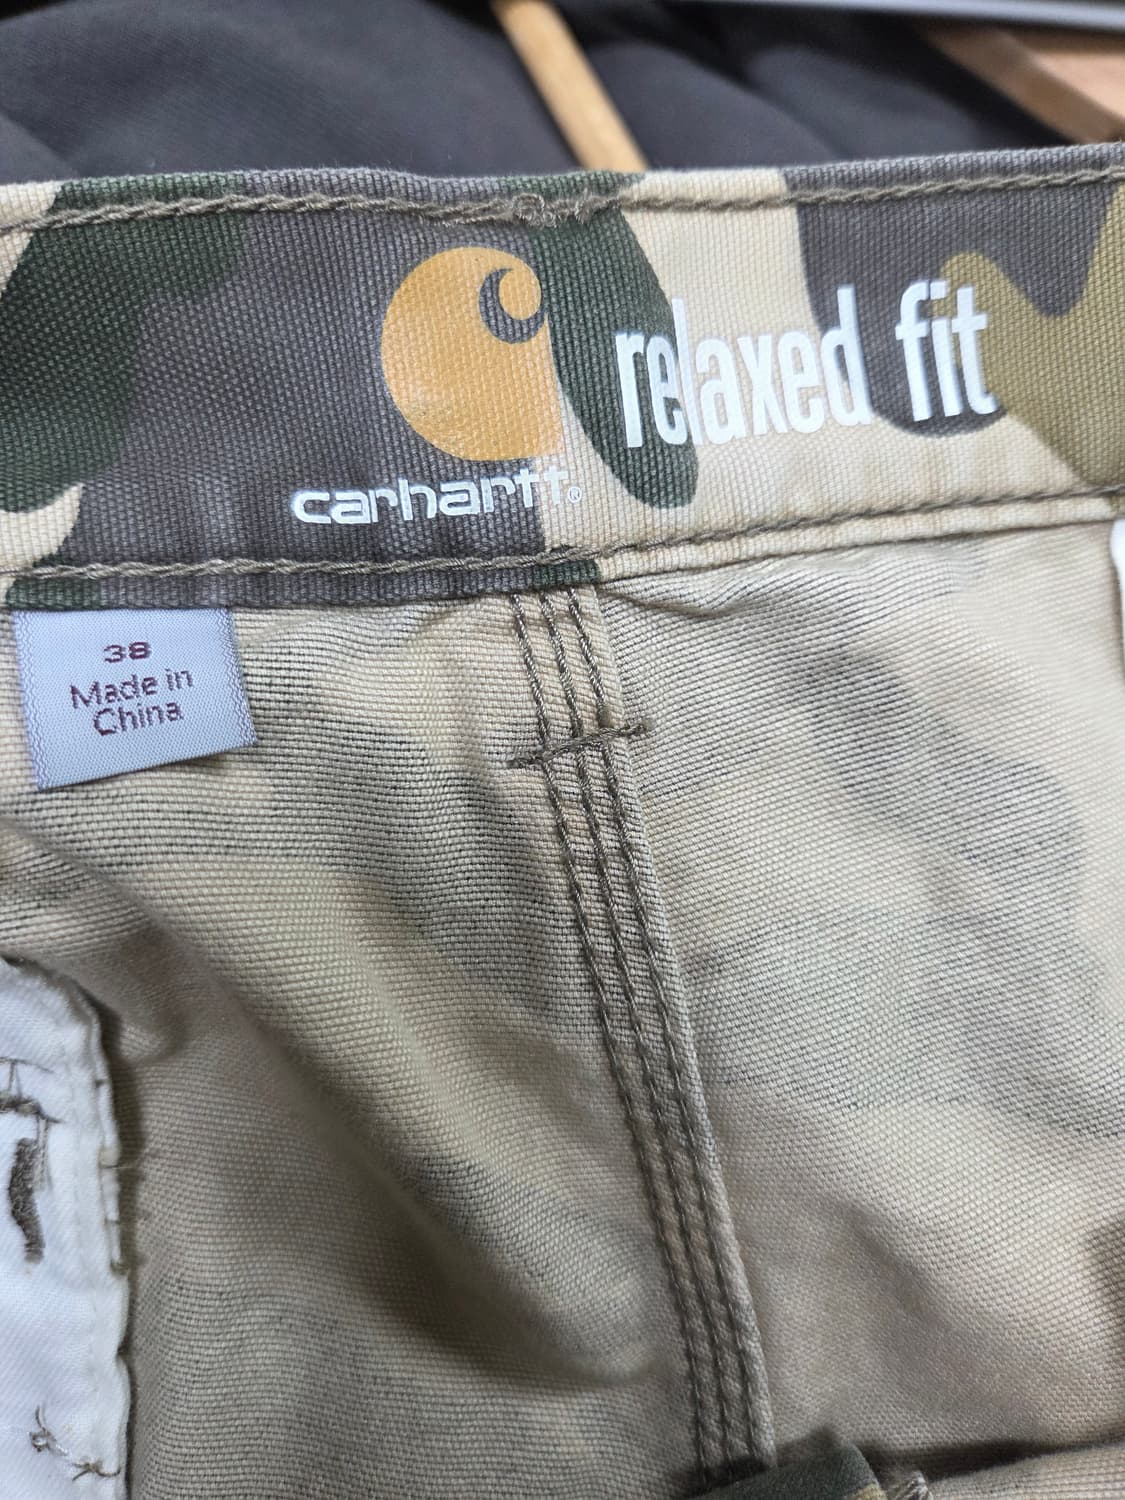 relaxed fit
carhartt®
38
Made in
China